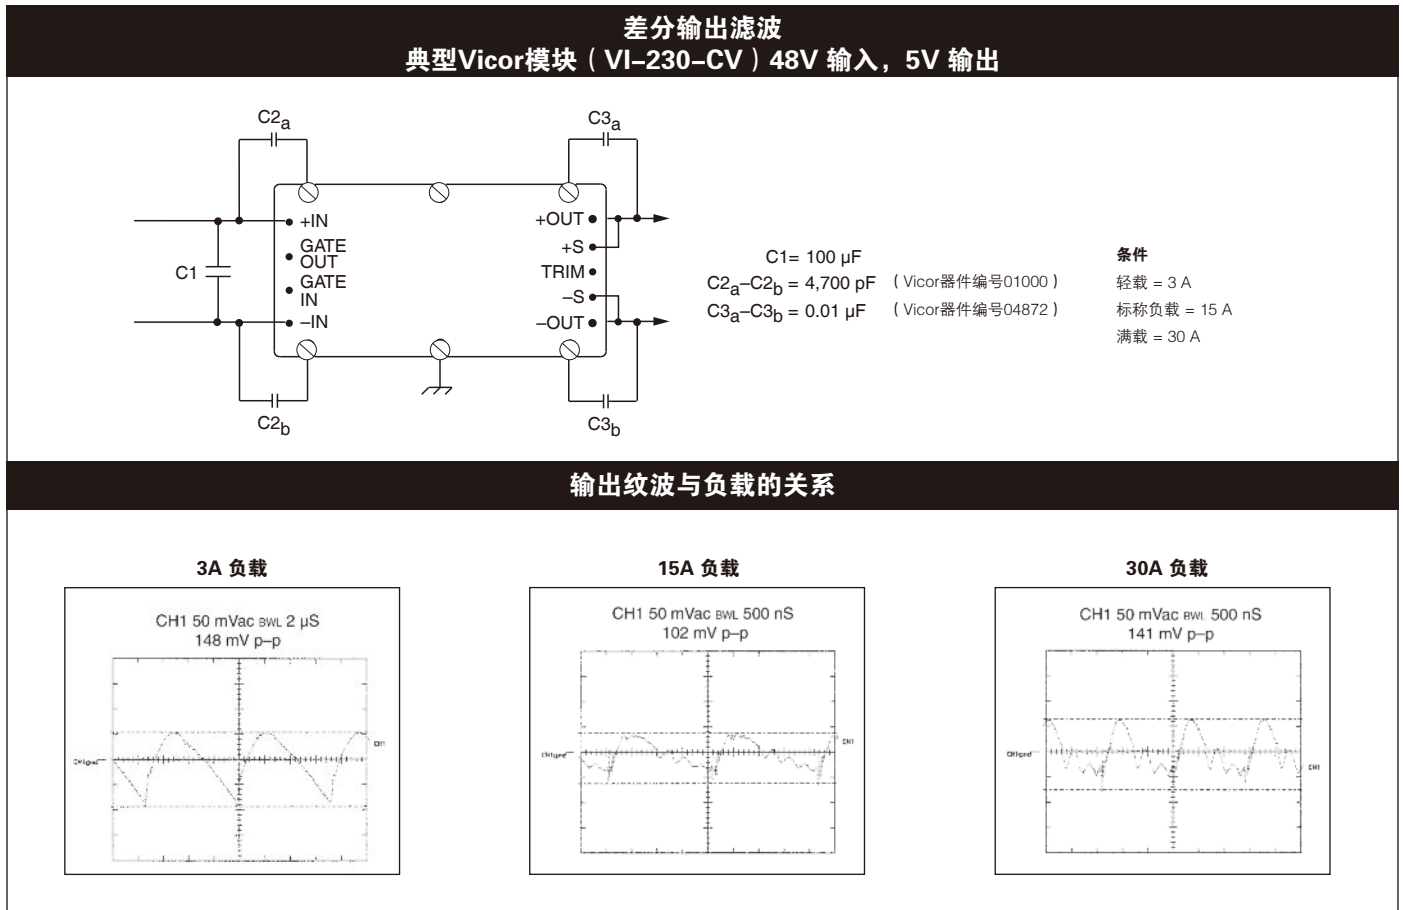 差分输出滤波
典型Vicor模块（VI–230–CV）48V 输入，5V 输出
C2a
C3a
+IN
GATE
OUT
GATE
IN
–IN
+OUT
+S
TRIM
–S
–OUT
C1
C2b
C3b
C1= 100 µF
C2a–C2b = 4,700 pF （Vicor器件编号01000）
C3a–C3b = 0.01 µF （Vicor器件编号04872）
条件
轻载 = 3 A
标称负载 = 15 A
满载 = 30 A
输出纹波与负载的关系
3A 负载
CH1 50 mVac BWL 2 µS
148 mV p–p
CH1gnd
CH1
15A 负载
CH1 50 mVac BWL 500 nS
102 mV p–p
CH1gnd
CH1
30A 负载
CH1 50 mVac BWL 500 nS
141 mV p–p
CH1gnd
CH1